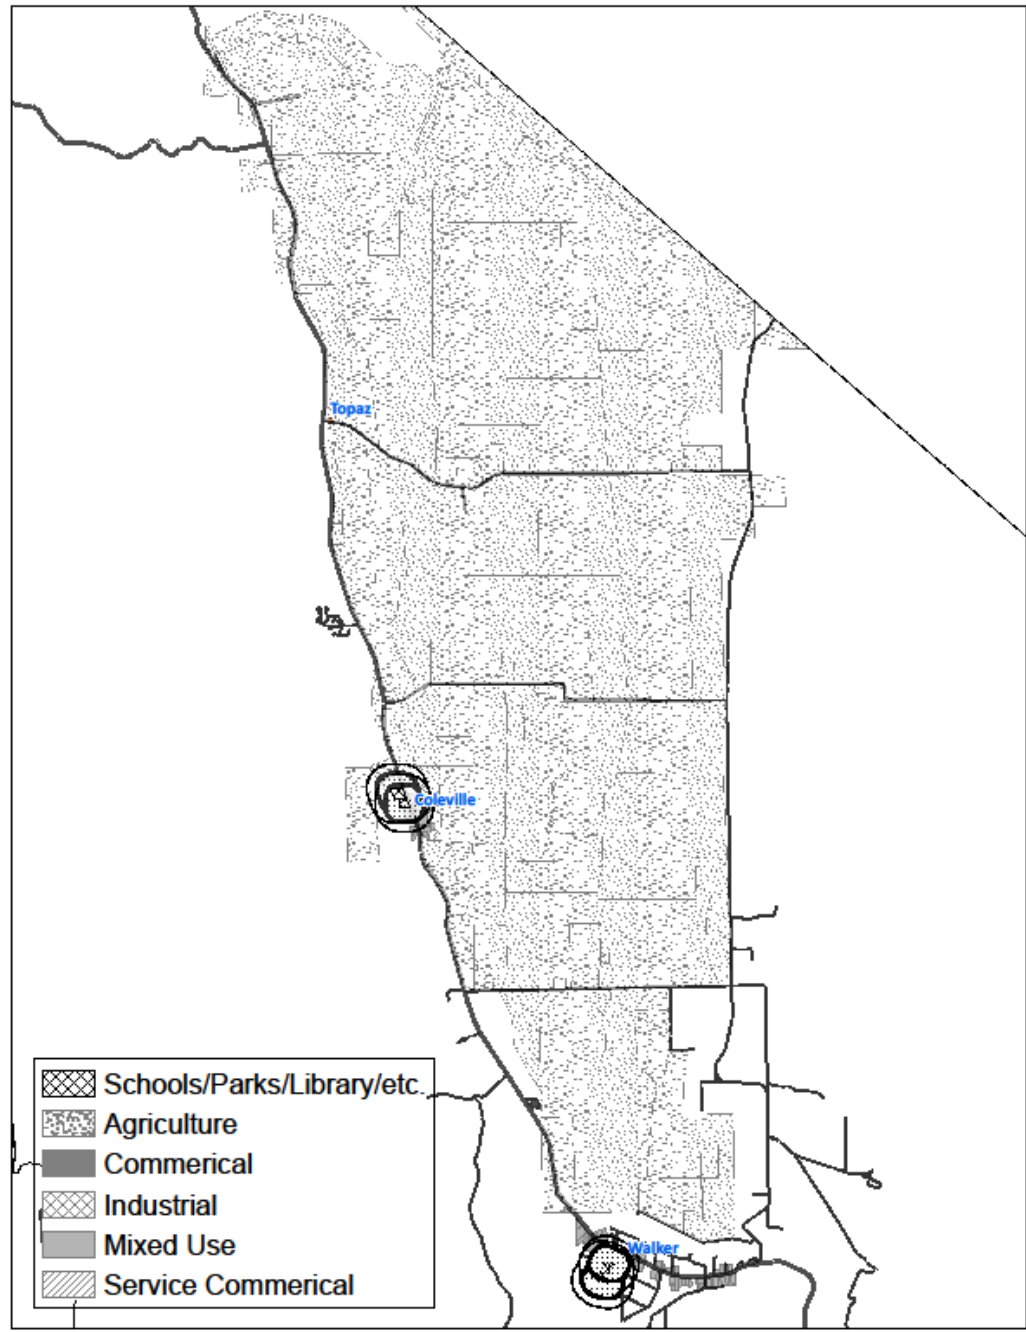 Topaz
Coleville
Schools/Parks/Library/etc.
Agriculture
Commerical
Industrial
Mixed Use
Service Commerical
Walker